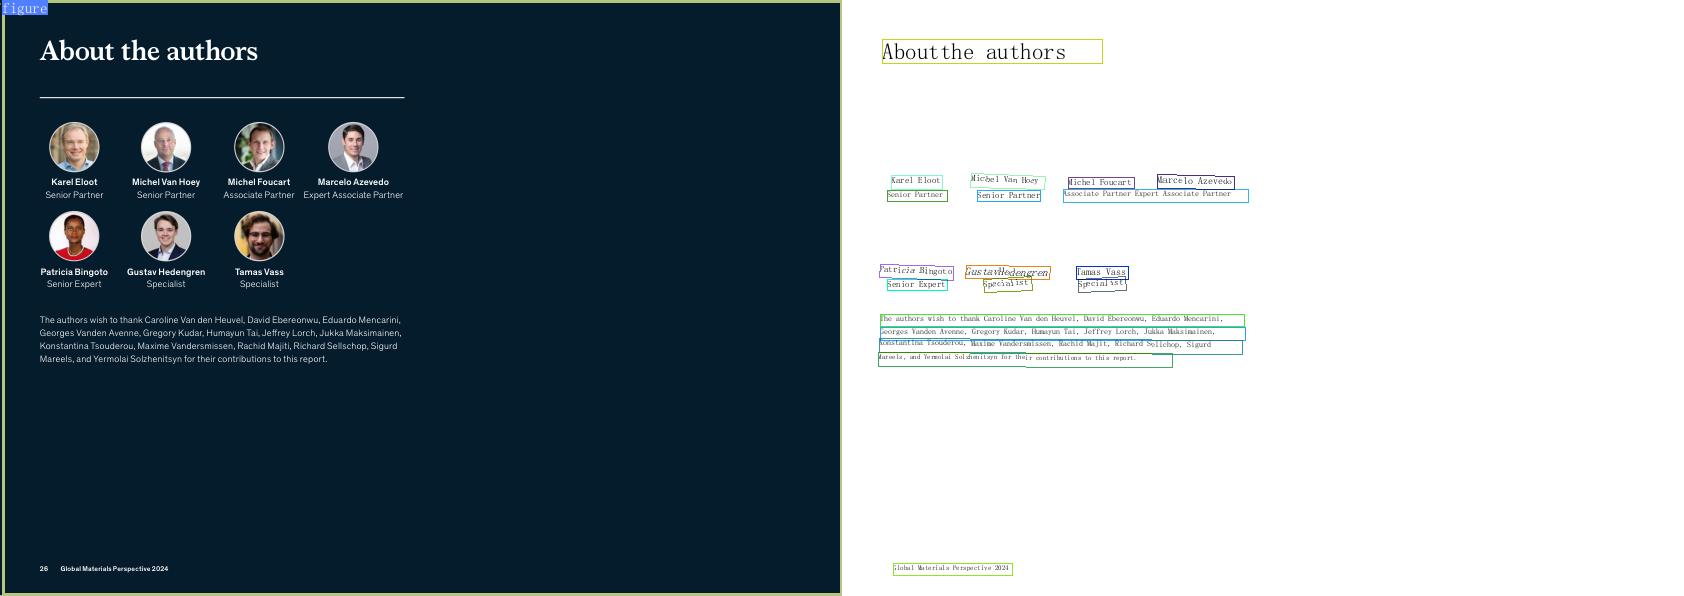 figure
About the authors
Karel Eloot
Senior Partner
Michel Van Hoey
Senior Partner
Michel Foucart
Associate Partner
Marcelo Azevedo
Expert Associate Partner
Patricia Bingoto
Senior Expert
Gustav Hedengren
Specialist
Tamas Vass
Specialist
The authors wish to thank Caroline Van den Heuvel, David Ebereonwu, Eduardo Mencarini,
Georges Vanden Avenne, Gregory Kudar, Humayun Tai, Jeffrey Lorch, Jukka Maksimainen,
Konstantina Tsouderou, Maxime Vandersmissen, Rachid Majiti, Richard Sellschop, Sigurd
Mareels, and Yermolai Solzhenitsyn for their contributions to this report.
26 Global Materials Perspective 2024
Aboutthe authors
Karel Eloot
Michel Van Hoey
Michel Foucart
Marcelo Azevedo
Senior Partner
Senior Partner
Associate Partner Expert Associate Partner
Patricia Bingoto
GustavHedengren
Tamas Vass
Senior Expert
Specialist
Specialist
The authors wish to thank Caroline Van den Heuvel, David Ebereonwu, Eduardo Mencarini,
Georges Vanden Avenne, Gregory Kudar, Humayun Tai, Jeffrey Lorch, Jukka Maksimainen,
Konstantina Tsouderou, Maxime Vandersmissen, Rachid Majiti, Richard Sellschop, Sigurd
Mareels, and Yermolai Solzhenitsyn for their contributions to this report.
Global Materials Perspective 2024